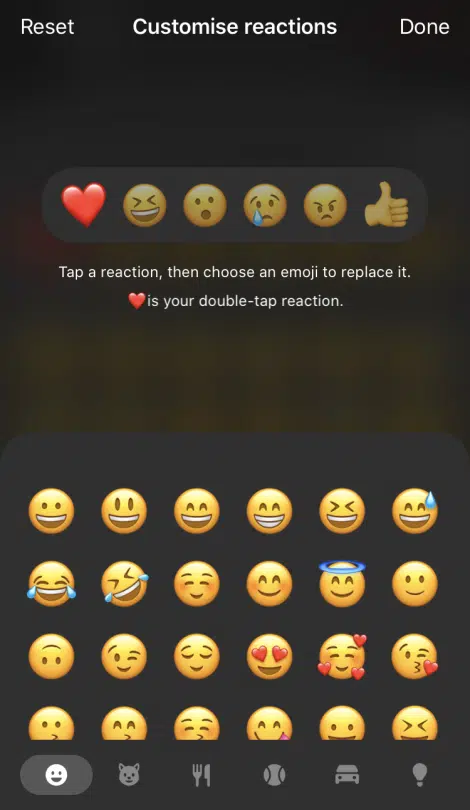 Reset Customise reactions Done
Tap a reaction, then choose an emoji to replace it.
❤️is your double-tap reaction.